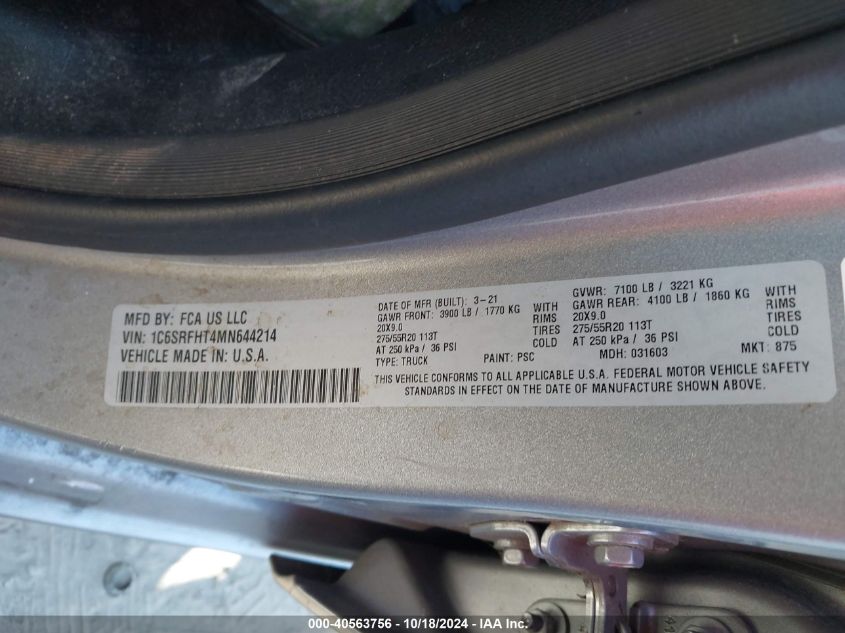 MFD BY: FCA US LLC
VIN: 1C6SRFHT4MN644214
VEHICLE MADE IN: U.S.A.
DATE OF MFR (BUILT): 3-21
GAWR FRONT: 3900 LB / 1770 KG WITH
20X9.0 RIMS
275/55R20 113T TIRES
AT 250 kPa / 36 PSI COLD
TYPE: TRUCK PAINT: PSC
GVWR: 7100 LB / 3221 KG
GAWR REAR: 4100 LB / 1860 KG WITH
20X9.0 RIMS
275/55R20 113T TIRES
AT 250 kPa / 36 PSI COLD
MDH: 031603 MKT: 875
THIS VEHICLE CONFORMS TO ALL APPLICABLE U.S.A. FEDERAL MOTOR VEHICLE SAFETY
STANDARDS IN EFFECT ON THE DATE OF MANUFACTURE SHOWN ABOVE.
000-40563756 - 10/18/2024 - IAA Inc.